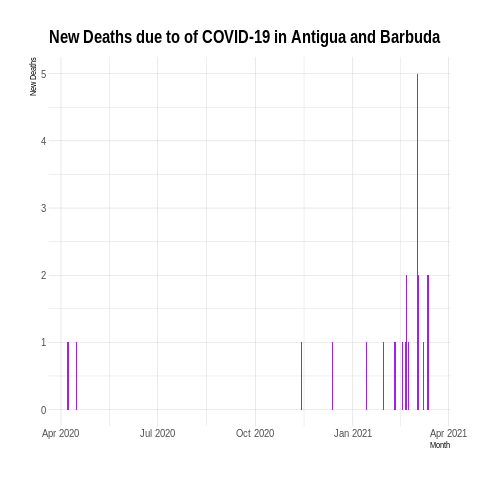 New Deaths due to of COVID-19 in Antigua and Barbuda
New Deaths
5
4
3
2
1
0
Apr 2020 Jul 2020 Oct 2020 Jan 2021 Apr 2021
Month